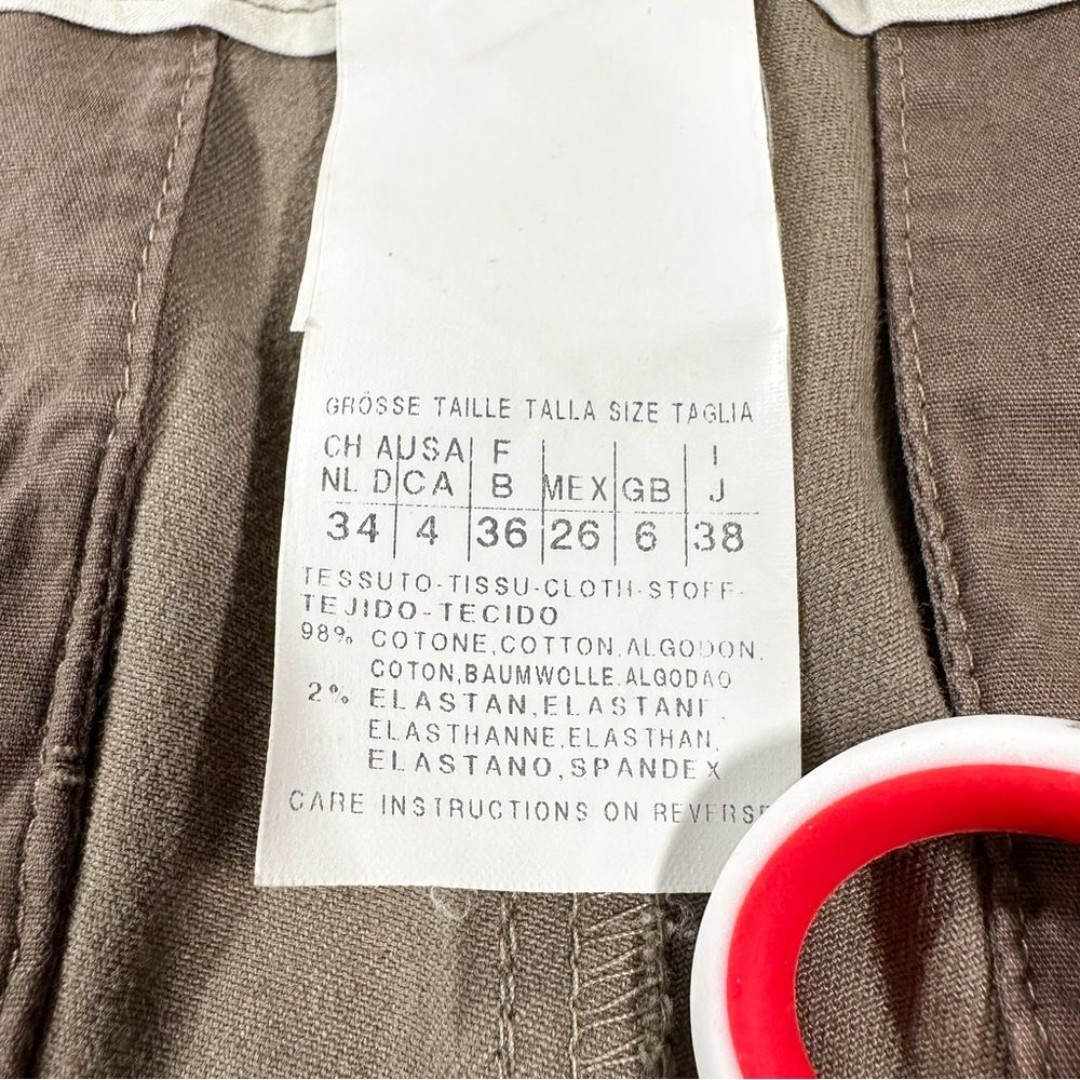 GRÖSSE TAILLE TALLA SIZE TAGLIA
CH A USA F I
NL D CA B MEX GB J
34 4 36 26 6 38
TESSUTO-TISSU-CLOTH-STOFF-
TEJIDO-TECIDO
98% COTONE,COTTON,ALGODON,
COTON,BAUMWOLLE,ALGODAO
2% ELASTAN,ELASTANE,
ELASTHANNE,ELASTHAN,
ELASTANO,SPANDEX
CARE INSTRUCTIONS ON REVERSE